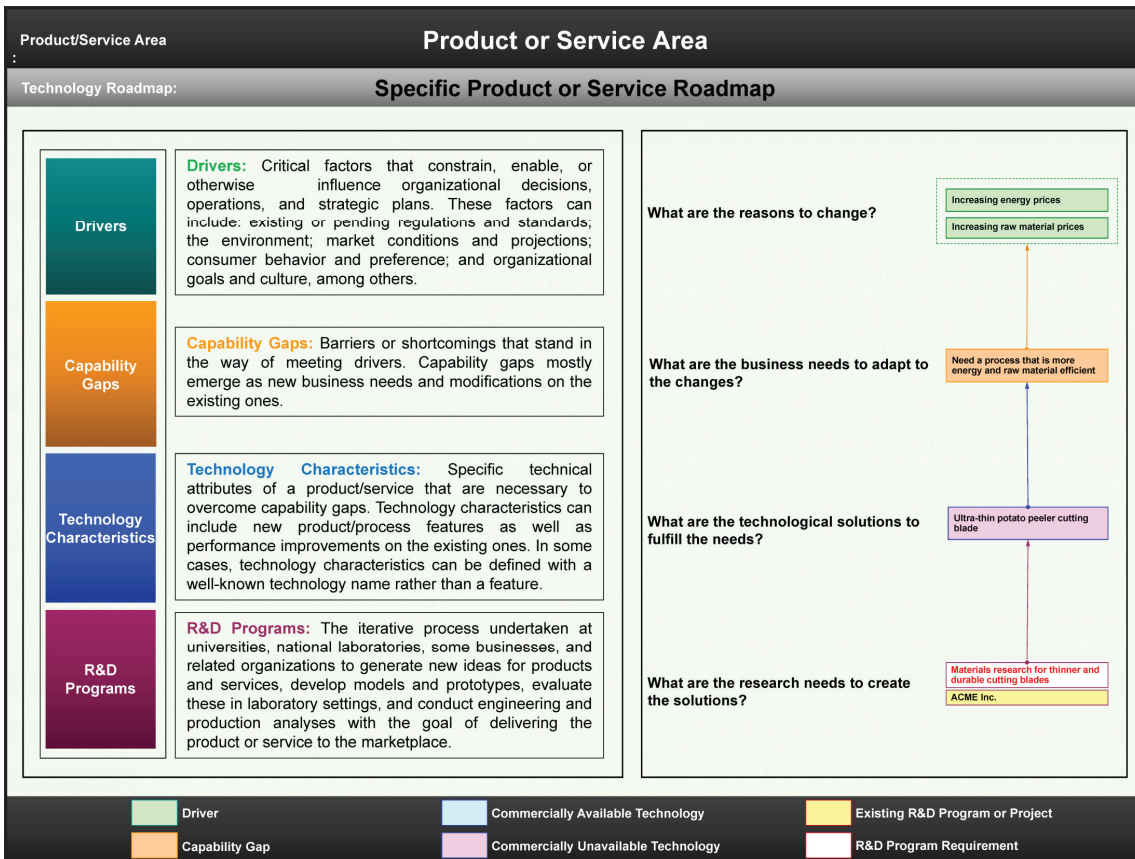 Product/Service Area
:
Product or Service Area
Technology Roadmap:
Specific Product or Service Roadmap
Drivers
Drivers: Critical factors that constrain, enable, or
otherwise influence organizational decisions,
operations, and strategic plans. These factors can
include: existing or pending regulations and standards;
the environment; market conditions and projections;
consumer behavior and preference; and organizational
goals and culture, among others.
Capability
Gaps
Capability Gaps: Barriers or shortcomings that stand in
the way of meeting drivers. Capability gaps mostly
emerge as new business needs and modifications on the
existing ones.
Technology
Characteristics
Technology Characteristics: Specific technical
attributes of a product/service that are necessary to
overcome capability gaps. Technology characteristics can
include new product/process features as well as
performance improvements on the existing ones. In some
cases, technology characteristics can be defined with a
well-known technology name rather than a feature.
R&D
Programs
R&D Programs: The iterative process undertaken at
universities, national laboratories, some businesses, and
related organizations to generate new ideas for products
and services, develop models and prototypes, evaluate
these in laboratory settings, and conduct engineering and
production analyses with the goal of delivering the
product or service to the marketplace.
What are the reasons to change?
Increasing energy prices
Increasing raw material prices
What are the business needs to adapt to
the changes?
Need a process that is more
energy and raw material efficient
What are the technological solutions to
fulfill the needs?
Ultra-thin potato peeler cutting
blade
What are the research needs to create
the solutions?
Materials research for thinner and
durable cutting blades
ACME Inc.
Driver
Commercially Available Technology
Existing R&D Program or Project
Capability Gap
Commercially Unavailable Technology
R&D Program Requirement